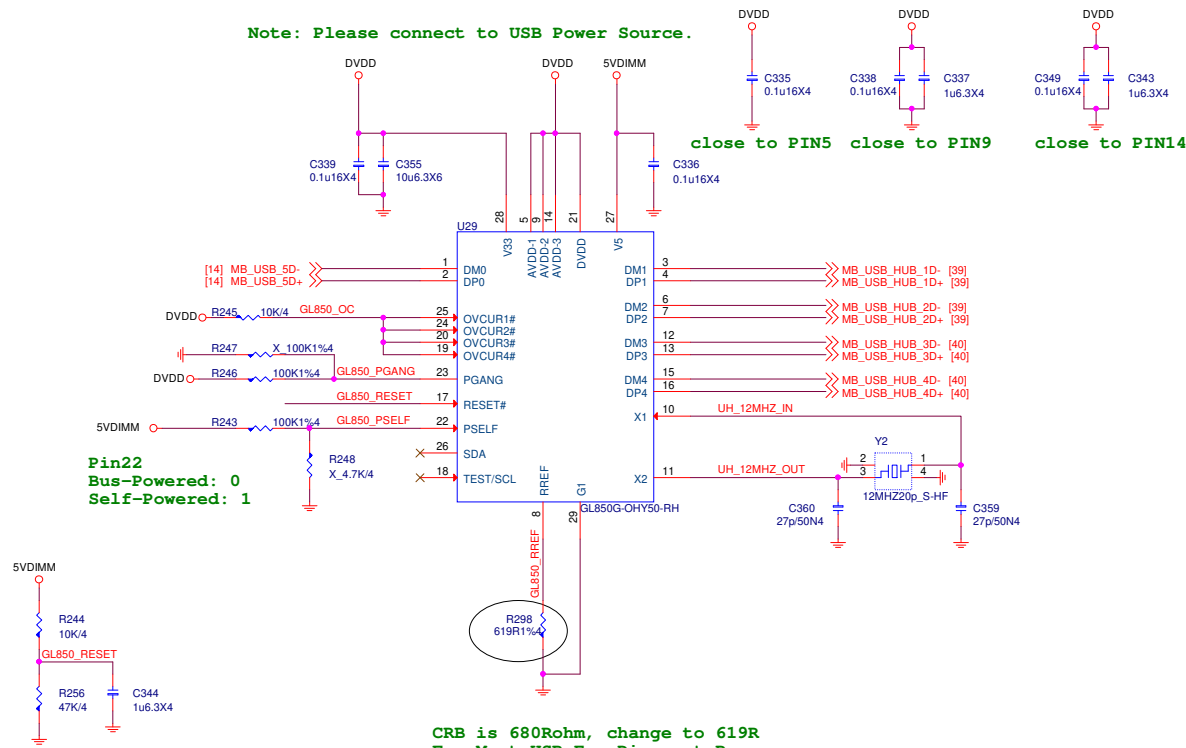 Note: Please connect to USB Power Source.
DVDD
DVDD
5VDIMM
DVDD
DVDD
DVDD
C335
0.1u16X4
C338
0.1u16X4
C337
1u6.3X4
C349
0.1u16X4
C343
1u6.3X4
close to PIN5
close to PIN9
close to PIN14
C339
0.1u16X4
C355
10u6.3X6
C336
0.1u16X4
28
5
9
14
21
27
U29
V33
AVDD-1
AVDD-2
AVDD-3
DVDD
V5
[14] MB_USB_5D-
1
DM0
[14] MB_USB_5D+
2
DP0
DM1
3
MB_USB_HUB_1D- [39]
DP1
4
MB_USB_HUB_1D+ [39]
DM2
6
MB_USB_HUB_2D- [39]
DP2
7
MB_USB_HUB_2D+ [39]
DM3
12
MB_USB_HUB_3D- [40]
DP3
13
MB_USB_HUB_3D+ [40]
DM4
15
MB_USB_HUB_4D- [40]
DP4
16
MB_USB_HUB_4D+ [40]
DVDD
R245
10K/4
GL850_OC
25
OVCUR1#
24
OVCUR2#
20
OVCUR3#
19
OVCUR4#
R247
X_100K1%4
DVDD
R246
100K1%4
GL850_PGANG
23
PGANG
GL850_RESET
17
RESET#
5VDIMM
R243
100K1%4
GL850_PSELF
22
PSELF
26
SDA
18
TEST/SCL
R248
X_4.7K/4
Pin22
Bus-Powered: 0
Self-Powered: 1
X1
10
UH_12MHZ_IN
X2
11
UH_12MHZ_OUT
Y2
2
1
3
4
12MHZ20p_S-HF
C360
27p/50N4
C359
27p/50N4
RREF
G1
8
29
GL850G-OHY50-RH
GL850_RREF
R298
619R1%4
5VDIMM
R244
10K/4
GL850_RESET
R256
47K/4
C344
1u6.3X4
CRB is 680Rohm, change to 619R